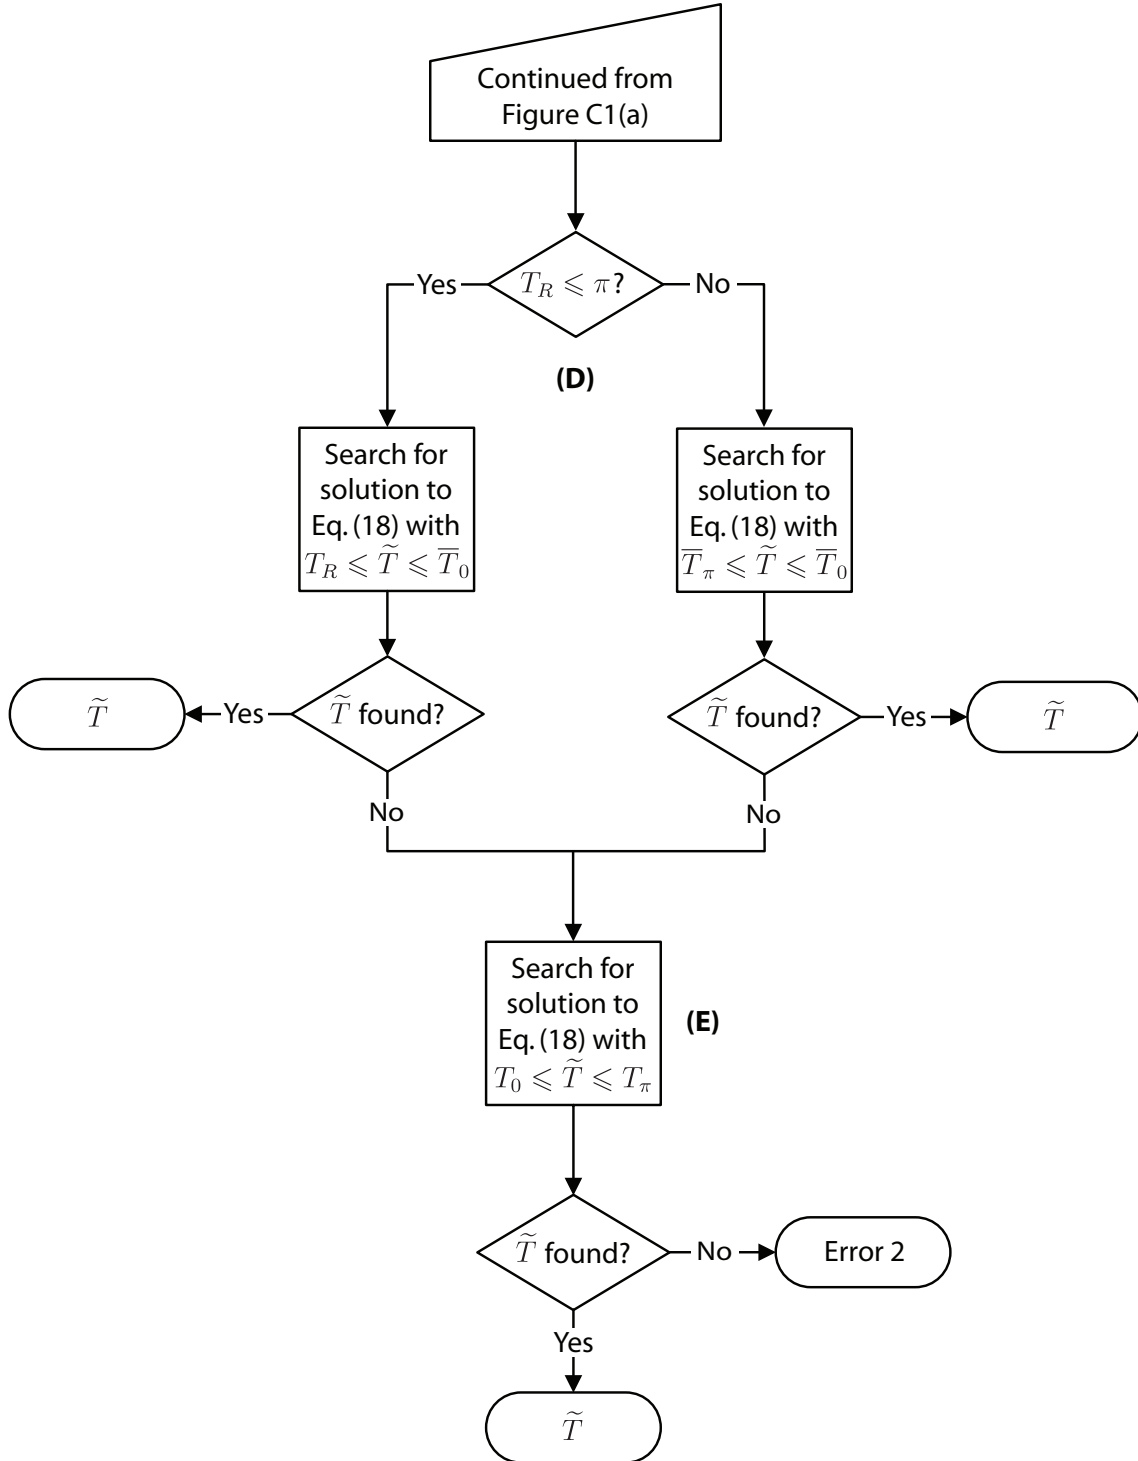 Continued from
Figure C1(a)
Yes
T_R ⩽ π?
No
(D)
Search for
solution to
Eq. (18) with
T_R ⩽ T̃ ⩽ T̅_0
Search for
solution to
Eq. (18) with
T̅_π ⩽ T̃ ⩽ T̅_0
T̃
Yes
T̃ found?
T̃ found?
Yes
T̃
No
No
Search for
solution to
Eq. (18) with
T_0 ⩽ T̃ ⩽ T_π
(E)
T̃ found?
No
Error 2
Yes
T̃